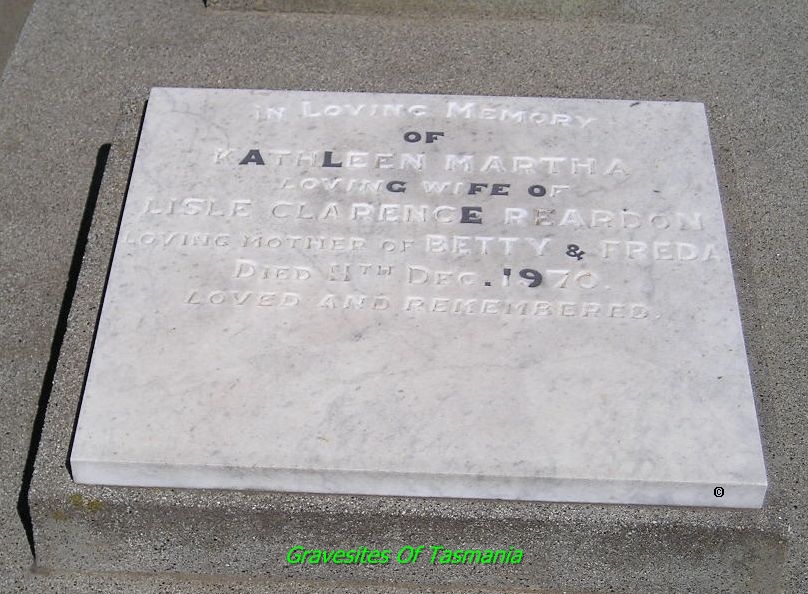 IN LOVING MEMORY
OF
KATHLEEN MARTHA
LOVING WIFE OF
LISLE CLARENCE REARDON
LOVING MOTHER OF BETTY & FREDA
DIED 11TH DEC. 1970
LOVED AND REMEMBERED.
©
Gravesites Of Tasmania